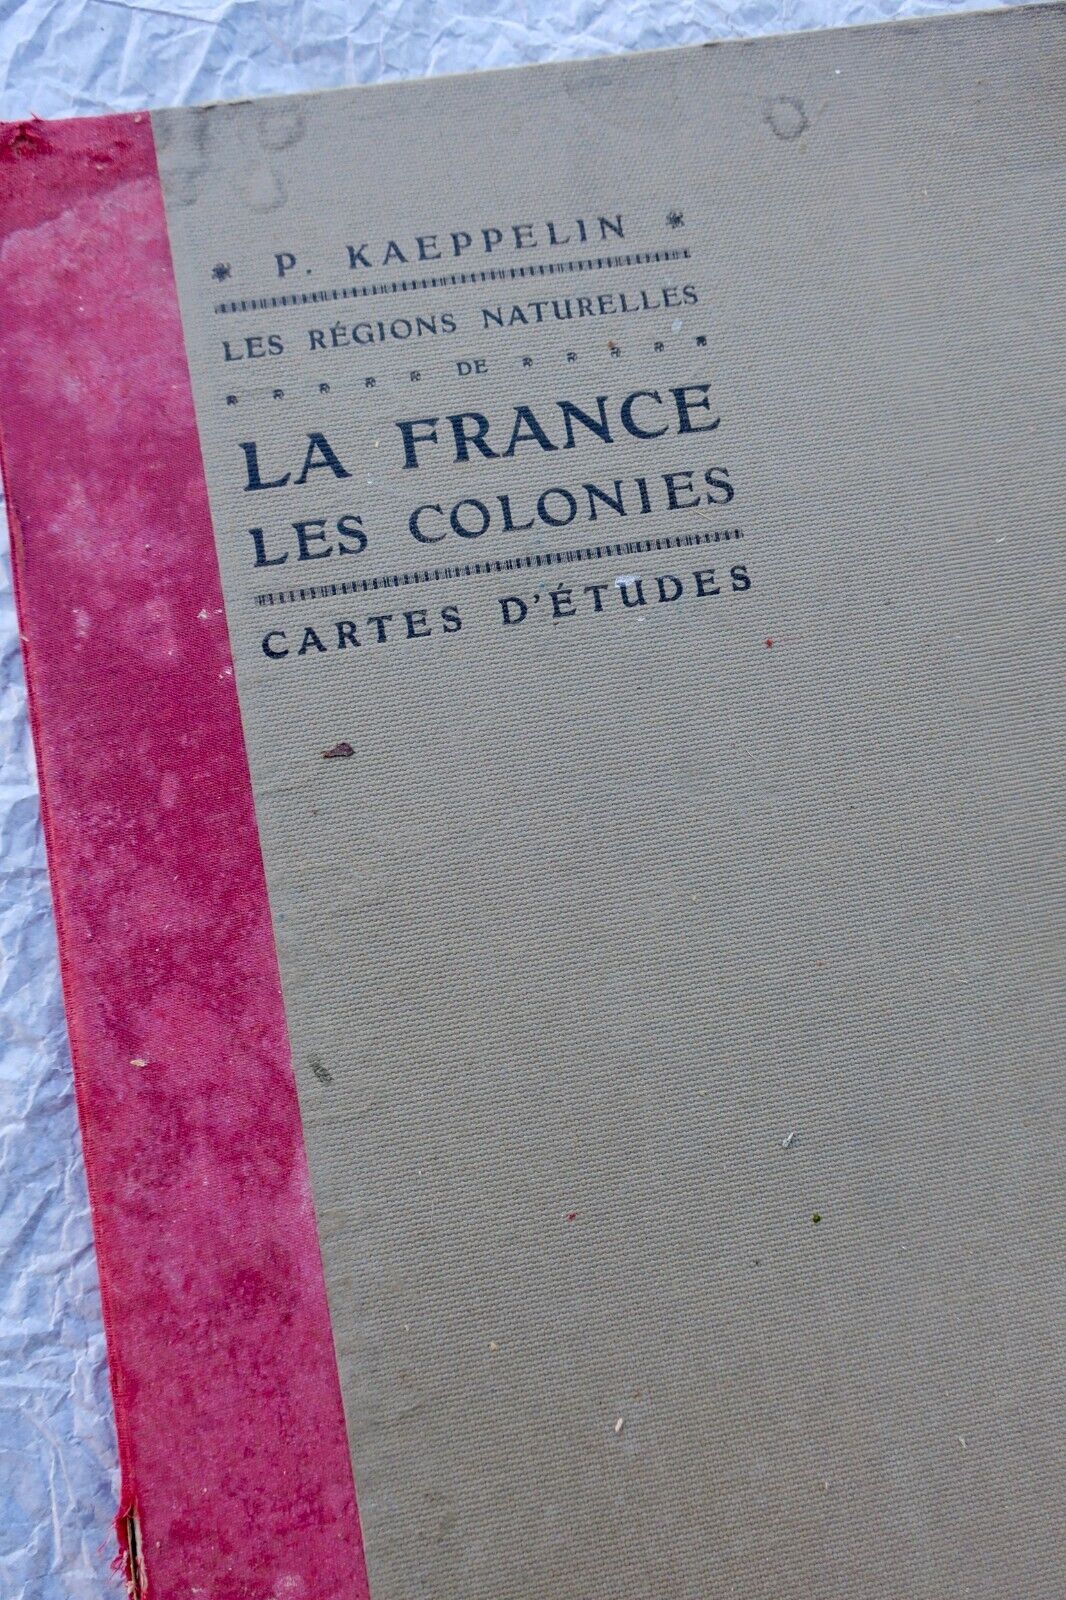 P. KAEPPELIN
LES RÉGIONS NATURELLES
DE
LA FRANCE
LES COLONIES
CARTES D'ÉTUDES